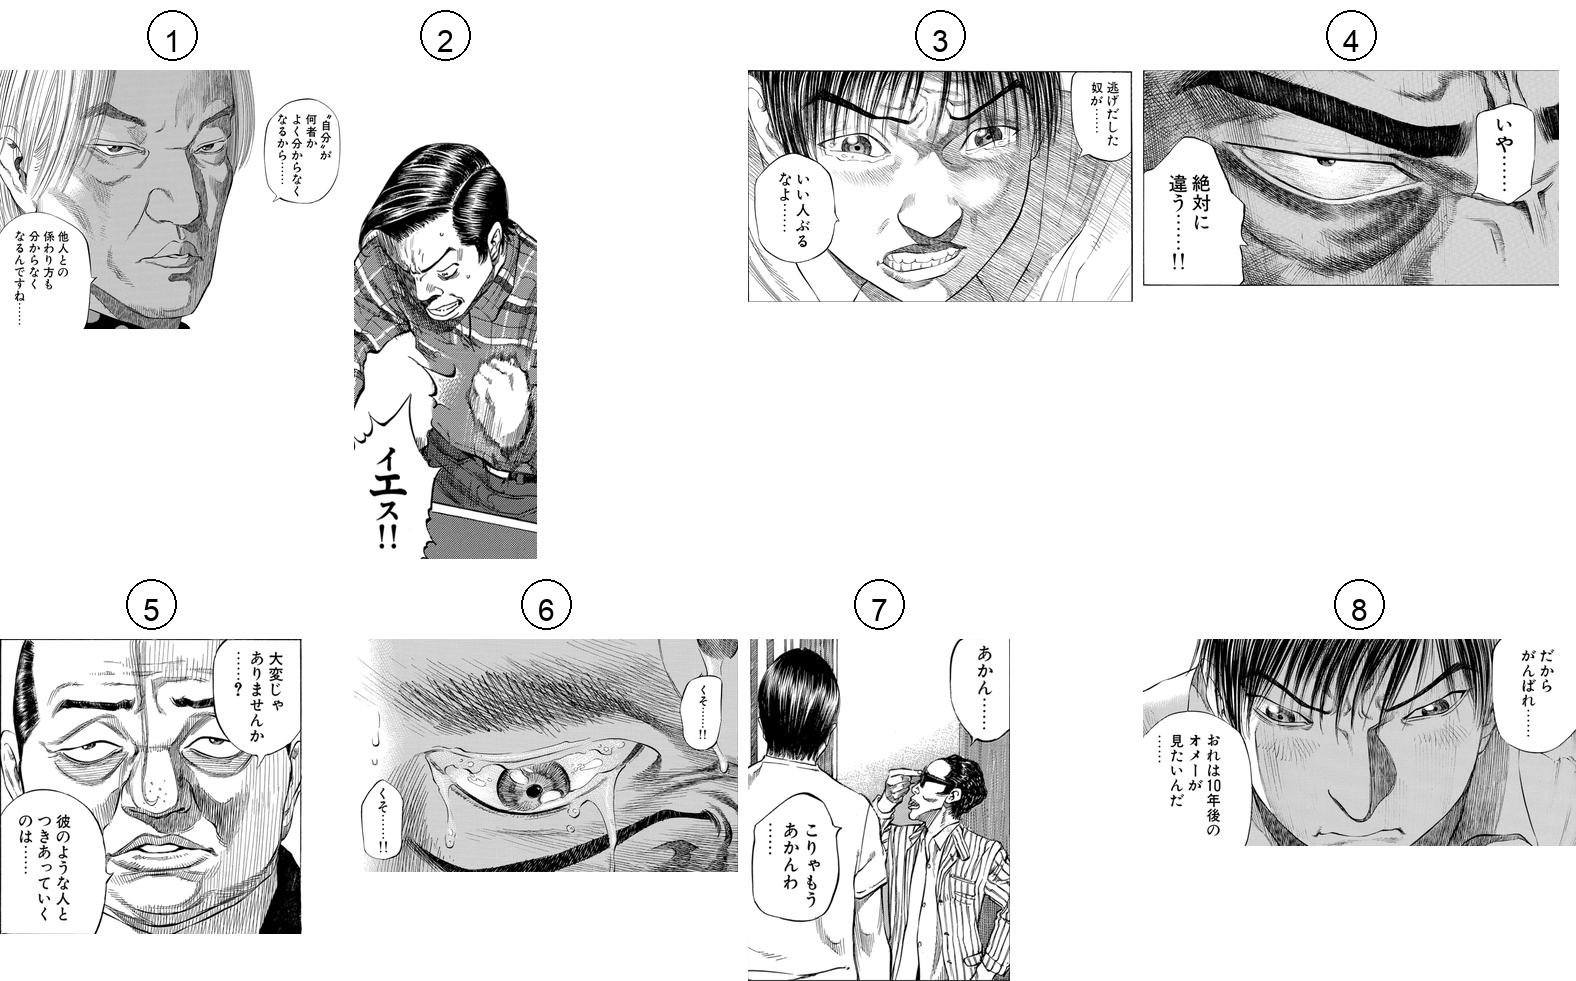 1
“自分”が
何者か
よく分からなく
なるから……
他人との
係わり方も
分からなく
なるんですね……
2
イエス!!
3
逃げだした
奴が……
いい人ぶる
なよ……
4
いや……
絶対に
違う……!!
5
大変じゃ
ありませんか
……?
彼のような人と
つきあっていく
のは……
6
くそ……!!
くそ……!!
7
あかん……
こりゃもう
あかんわ
……
8
だから
がんばれ……
おれは10年後の
オメーが
見たいんだ
……